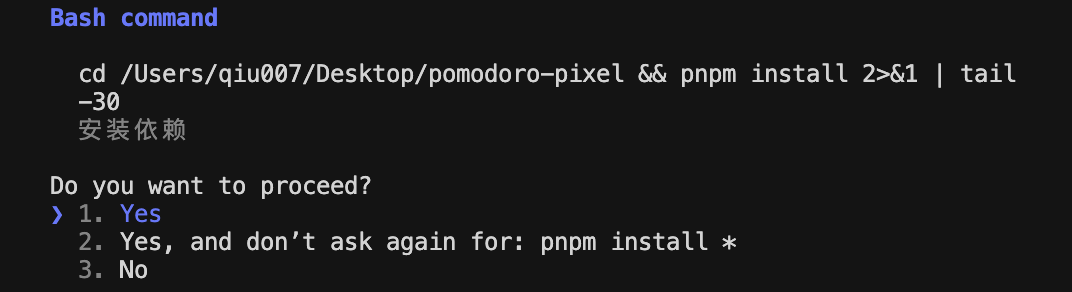 Bash command
cd /Users/qiu007/Desktop/pomodoro-pixel && pnpm install 2>&1 | tail
-30
安装依赖
Do you want to proceed?
❯ 1. Yes
2. Yes, and don’t ask again for: pnpm install *
3. No